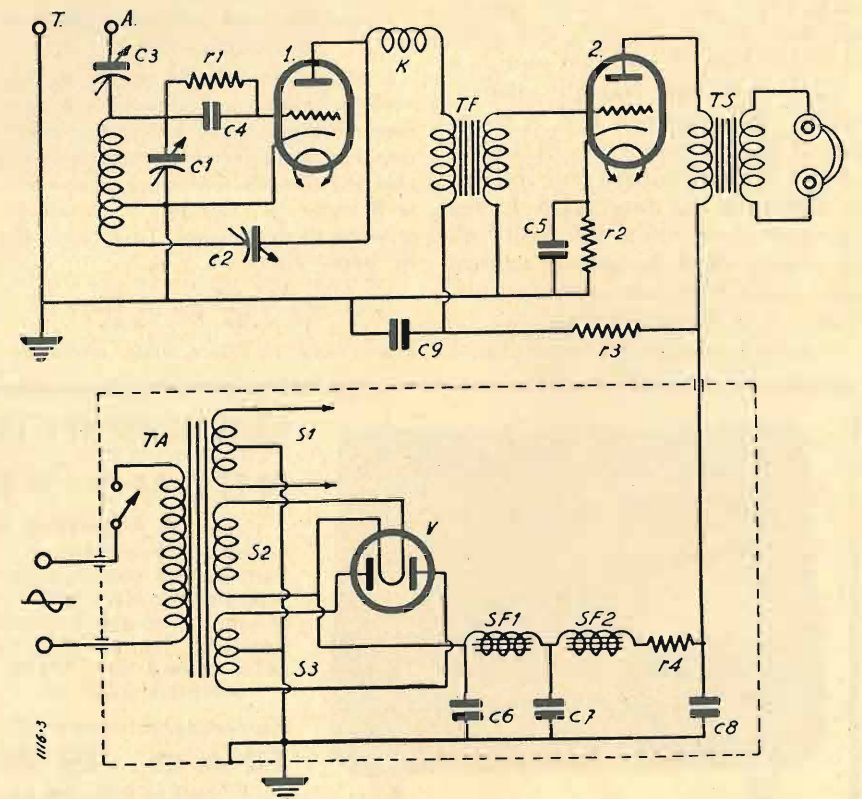 T. A.
c3
r1
1.
K
2.
c4
TF
TS
c1
c2
c5
r2
c9
r3
TA
S1
S2
V
SF1
SF2
S3
r4
c6
c7
c8
1116-3